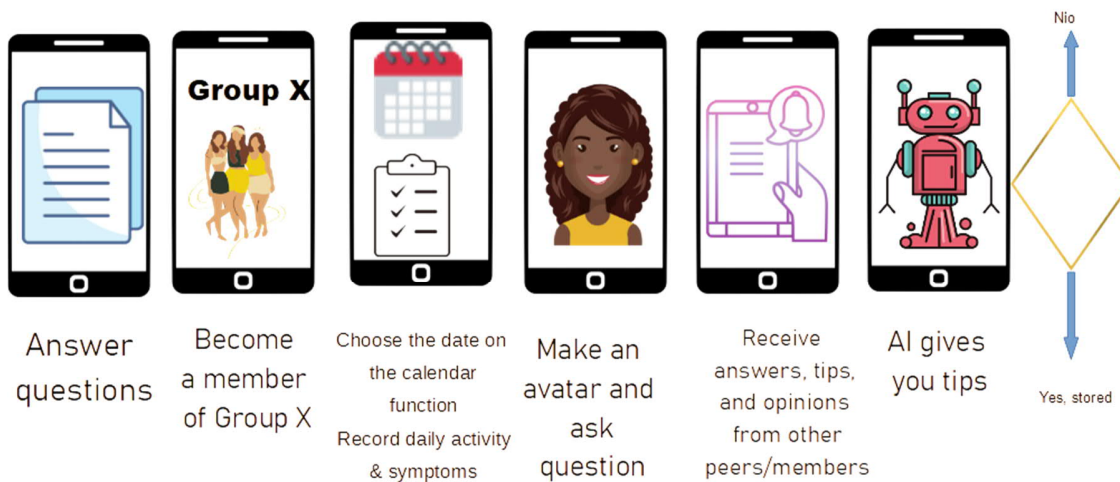 Group X
Answer
questions
Become
a member
of Group X
Choose the date on
the calendar
function
Record daily activity
& symptoms
Make an
avatar and
ask
question
Receive
answers, tips,
and opinions
from other
peers/members
AI gives
you tips
Nio
Yes, stored